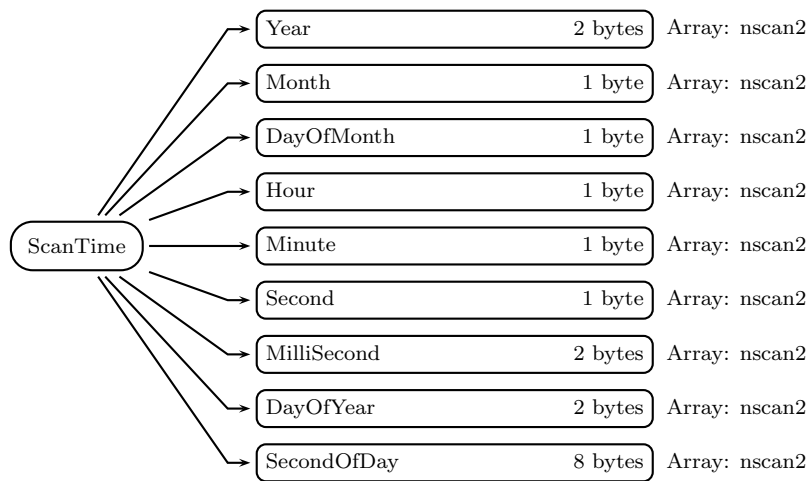 Year 2 bytes Array: nscan2
Month 1 byte Array: nscan2
DayOfMonth 1 byte Array: nscan2
Hour 1 byte Array: nscan2
ScanTime Minute 1 byte Array: nscan2
Second 1 byte Array: nscan2
MilliSecond 2 bytes Array: nscan2
DayOfYear 2 bytes Array: nscan2
SecondOfDay 8 bytes Array: nscan2